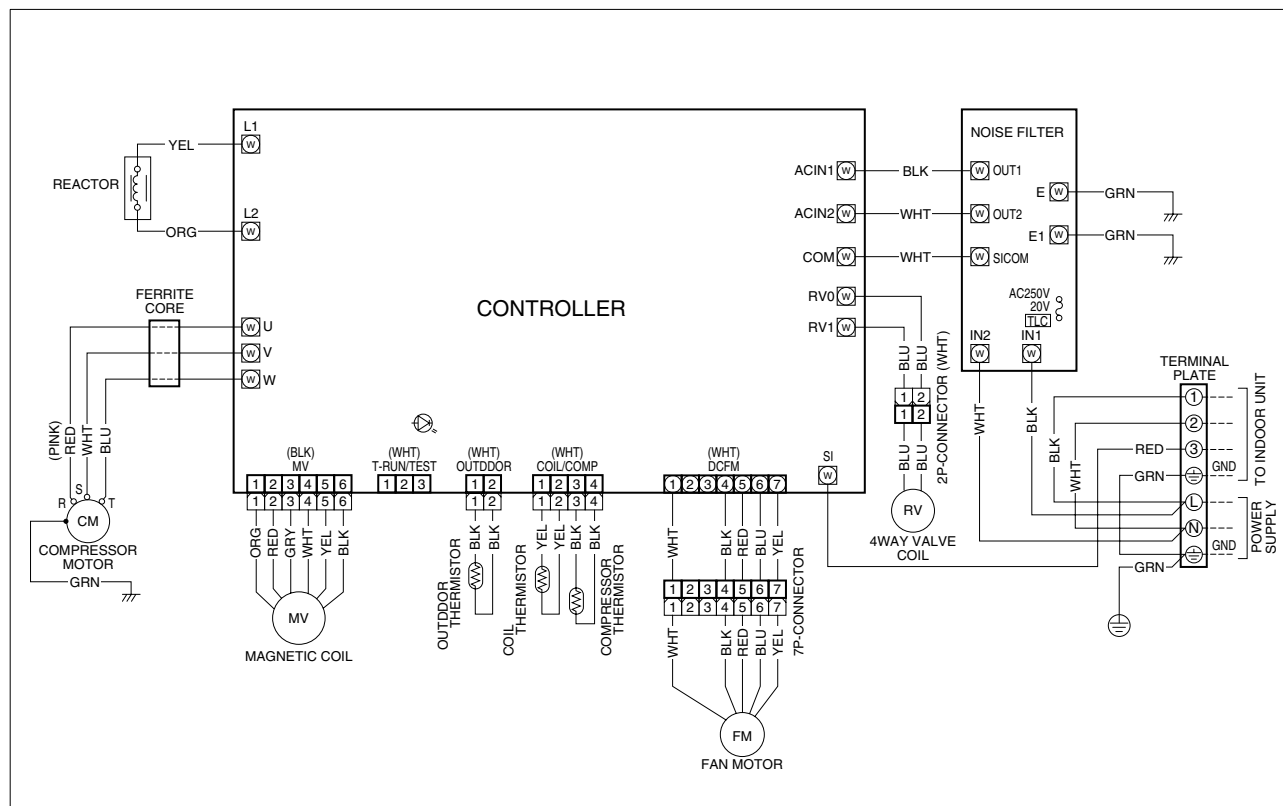 L1
YEL
REACTOR
L2
ORG
W
W
FERRITE
CORE
W U
W V
W W
(PINK)
RED
WHT
BLU
R S T
CM
COMPRESSOR
MOTOR
GRN
CONTROLLER
(BLK)
MV
1 2 3 4 5 6
1 2 3 4 5 6
ORG
RED
GRY
WHT
YEL
BLK
MV
MAGNETIC COIL
(WHT)
T-RUN/TEST
1 2 3
(WHT)
OUTDDOR
1 2
1 2
BLK
BLK
OUTDDOR
THERMISTOR
(WHT)
COIL/COMP
1 2 3 4
1 2 3 4
YEL
YEL
BLK
BLK
COIL
THERMISTOR
COMPRESSOR
THERMISTOR
(WHT)
DCFM
1 2 3 4 5 6 7
WHT
BLK
RED
BLU
YEL
1 2 3 4 5 6 7
1 2 3 4 5 6 7
7P-CONNECTOR
WHT
BLK
RED
BLU
YEL
FM
FAN MOTOR
SI
W
ACIN1 W BLK W OUT1
ACIN2 W WHT W OUT2
COM W WHT W SICOM
RV0 W
RV1 W
BLU
BLU
1 2
1 2
2P-CONNECTOR (WHT)
BLU
BLU
RV
4WAY VALVE
COIL
NOISE FILTER
E W GRN
E1 W GRN
AC250V
20V
TLC
IN2 IN1
W W
WHT
BLK
TERMINAL
PLATE
BLK
WHT
1
2
RED 3
GRN GND
L
N
GRN GND
TO INDOOR UNIT
POWER
SUPPLY